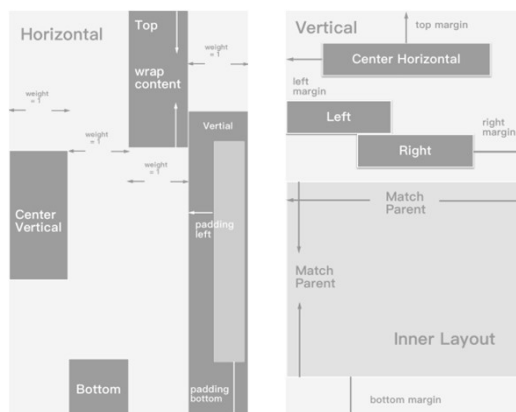 Horizontal
Top
weight
= 1
wrap
content
weight
= 1
Vertial
weight
= 1
weight
= 1
Center
Vertical
padding
left
Bottom
padding
bottom
Vertical
top margin
Center Horizontal
left
margin
Left
right
margin
Right
Match
Parent
Match
Parent
Inner Layout
bottom margin